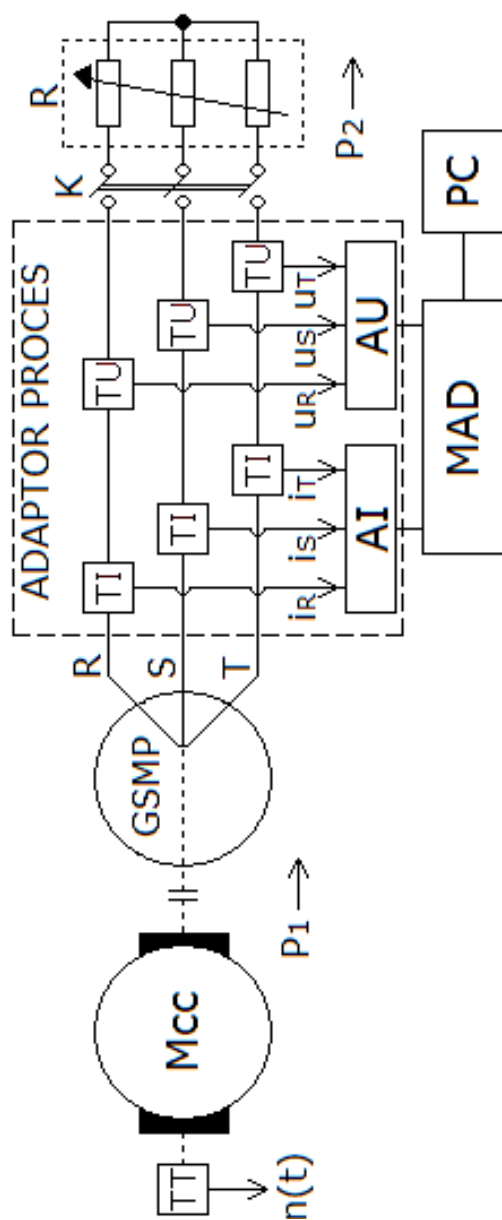 ADAPTOR PROCES
R
K
R
TI
TU
S
TI
TU
T
TI
TU
GSMP
Mcc
TT
n(t)
P1
P2
iR
iS
iT
uR
uS
uT
AI
AU
MAD
PC